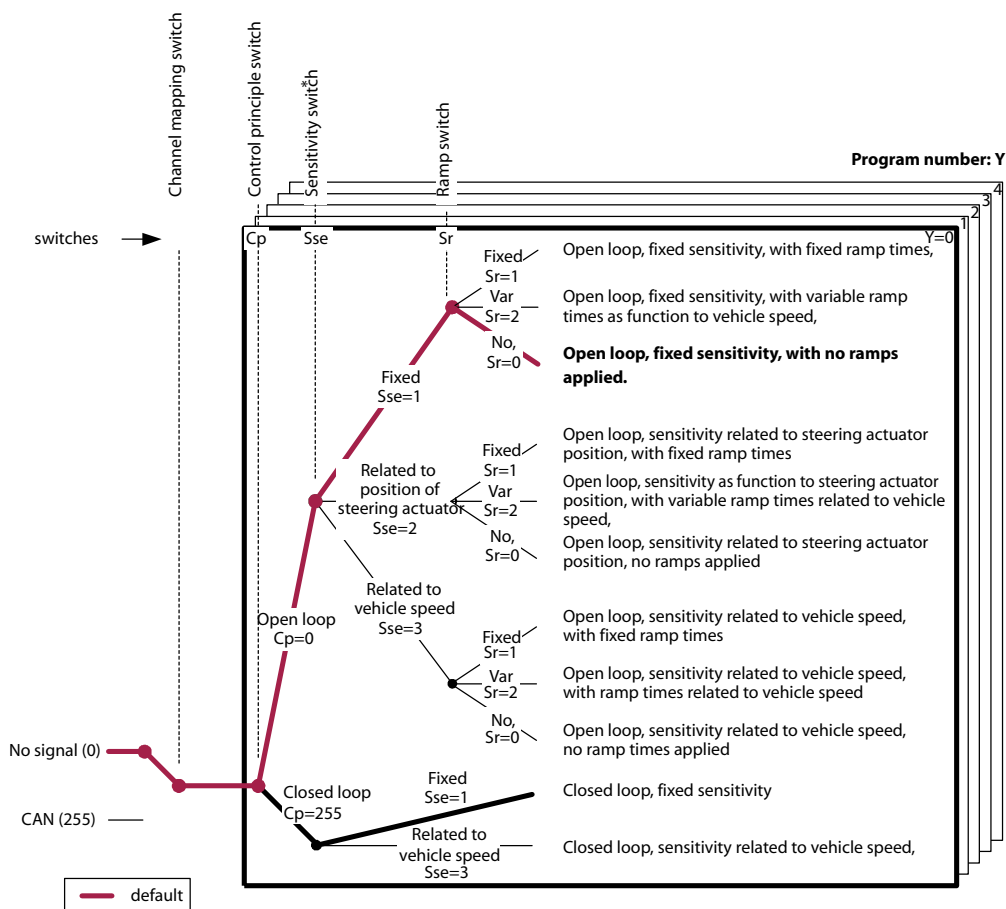 Channel mapping switch
Control principle switch
Sensitivity switch*
Ramp switch
Program number: Y
4
3
2
1
switches
Cp
Sse
Sr
Y=0
Fixed
Sr=1
Open loop, fixed sensitivity, with fixed ramp times,
Var
Sr=2
Open loop, fixed sensitivity, with variable ramp
times as function to vehicle speed,
No,
Sr=0
Open loop, fixed sensitivity, with no ramps
applied.
Fixed
Sse=1
Fixed
Sr=1
Open loop, sensitivity related to steering actuator
position, with fixed ramp times
Related to
position of
steering actuator
Sse=2
Var
Sr=2
Open loop, sensitivity as function to steering actuator
position, with variable ramp times related to vehicle
speed,
No,
Sr=0
Open loop, sensitivity related to steering actuator
position, no ramps applied
Related to
vehicle speed
Sse=3
Open loop
Cp=0
Fixed
Sr=1
Open loop, sensitivity related to vehicle speed,
with fixed ramp times
Var
Sr=2
Open loop, sensitivity related to vehicle speed,
with ramp times related to vehicle speed
No,
Sr=0
Open loop, sensitivity related to vehicle speed,
no ramp times applied
No signal (0)
CAN (255)
Closed loop
Cp=255
Fixed
Sse=1
Closed loop, fixed sensitivity
Related to
vehicle speed
Sse=3
Closed loop, sensitivity related to vehicle speed,
default